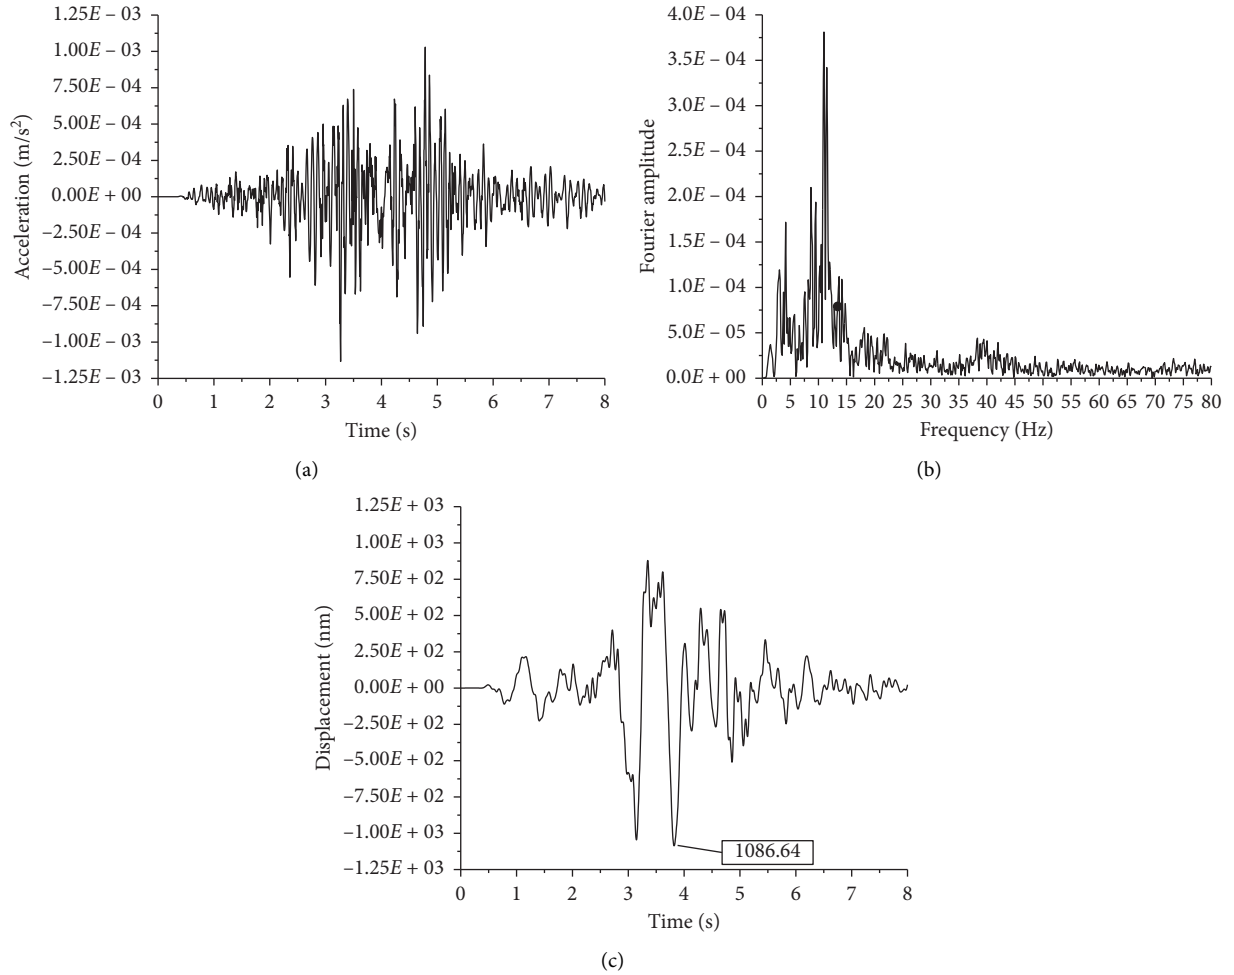 1.25E – 03
1.00E – 03
7.50E – 04
5.00E – 04
2.50E – 04
0.00E + 00
–2.50E – 04
–5.00E – 04
–7.50E – 04
–1.00E – 03
–1.25E – 03
Acceleration (m/s²)
0 1 2 3 4 5 6 7 8
Time (s)
(a)
4.0E – 04
3.5E – 04
3.0E – 04
2.5E – 04
2.0E – 04
1.5E – 04
1.0E – 04
5.0E – 05
0.0E + 00
Fourier amplitude
0 5 10 15 20 25 30 35 40 45 50 55 60 65 70 75 80
Frequency (Hz)
(b)
1.25E + 03
1.00E + 03
7.50E + 02
5.00E + 02
2.50E + 02
0.00E + 00
–2.50E + 02
–5.00E + 02
–7.50E + 02
–1.00E + 03
–1.25E + 03
Displacement (nm)
1086.64
0 1 2 3 4 5 6 7 8
Time (s)
(c)